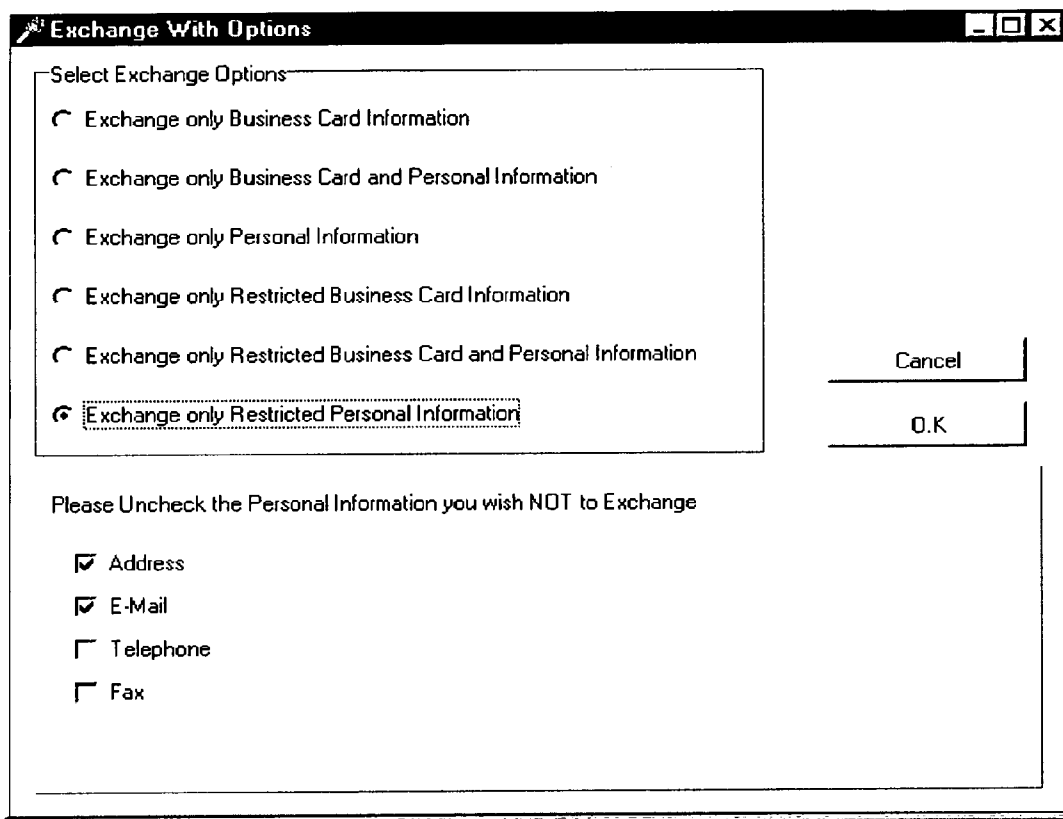 Exchange With Options
Select Exchange Options
Exchange only Business Card Information
Exchange only Business Card and Personal Information
Exchange only Personal Information
Exchange only Restricted Business Card Information
Exchange only Restricted Business Card and Personal Information
Exchange only Restricted Personal Information
Cancel
O.K
Please Uncheck the Personal Information you wish NOT to Exchange
Address
E-Mail
Telephone
Fax